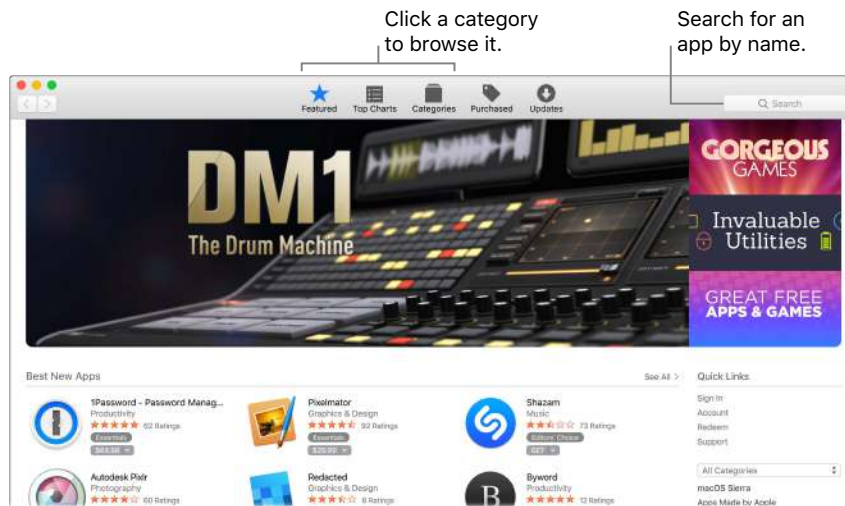 Click a category
to browse it.
Search for an
app by name.
Featured
Top Charts
Categories
Purchased
Updates
Search
DM1
The Drum Machine
GORGEOUS
GAMES
Invaluable
Utilities
GREAT FREE
APPS & GAMES
Best New Apps
See All >
Quick Links
1Password - Password Manag...
Productivity
62 Ratings
Essentials
$64.98
Pixelmator
Graphics & Design
92 Ratings
Essentials
$29.99
Shazam
Music
73 Ratings
Editors' Choice
GET
Sign In
Account
Redeem
Support
Autodesk Pixlr
Photography
60 Ratings
Redacted
Graphics & Design
8 Ratings
B
Byword
Productivity
12 Ratings
All Categories
macOS Sierra
Apps Made by Apple